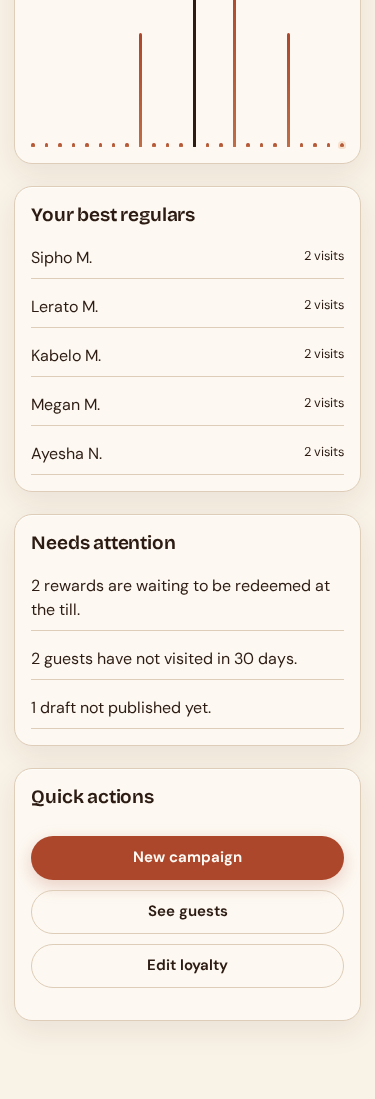 Your best regulars
Sipho M. 2 visits
Lerato M. 2 visits
Kabelo M. 2 visits
Megan M. 2 visits
Ayesha N. 2 visits
Needs attention
2 rewards are waiting to be redeemed at
the till.
2 guests have not visited in 30 days.
1 draft not published yet.
Quick actions
New campaign
See guests
Edit loyalty